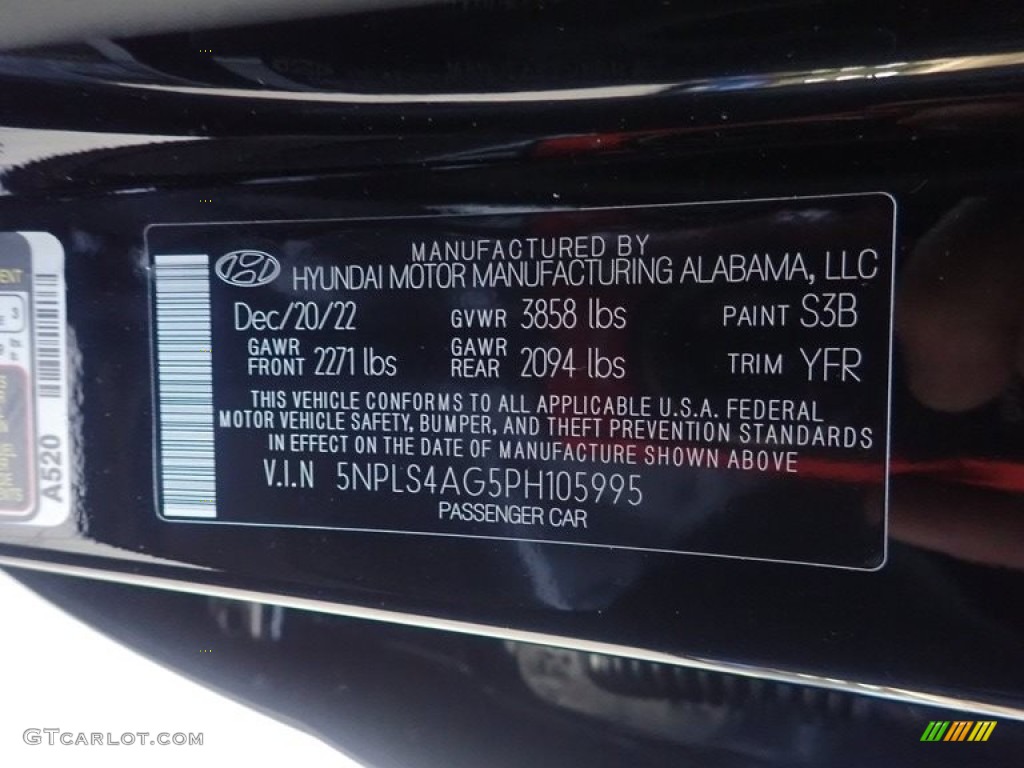 MANUFACTURED BY
HYUNDAI MOTOR MANUFACTURING ALABAMA, LLC
Dec/20/22 GVWR 3858 lbs PAINT S3B
GAWR FRONT 2271 lbs GAWR REAR 2094 lbs TRIM YFR
THIS VEHICLE CONFORMS TO ALL APPLICABLE U.S.A. FEDERAL
MOTOR VEHICLE SAFETY, BUMPER, AND THEFT PREVENTION STANDARDS
IN EFFECT ON THE DATE OF MANUFACTURE SHOWN ABOVE
V.I.N 5NPLS4AG5PH105995
PASSENGER CAR
A520
GTCARLOT.COM